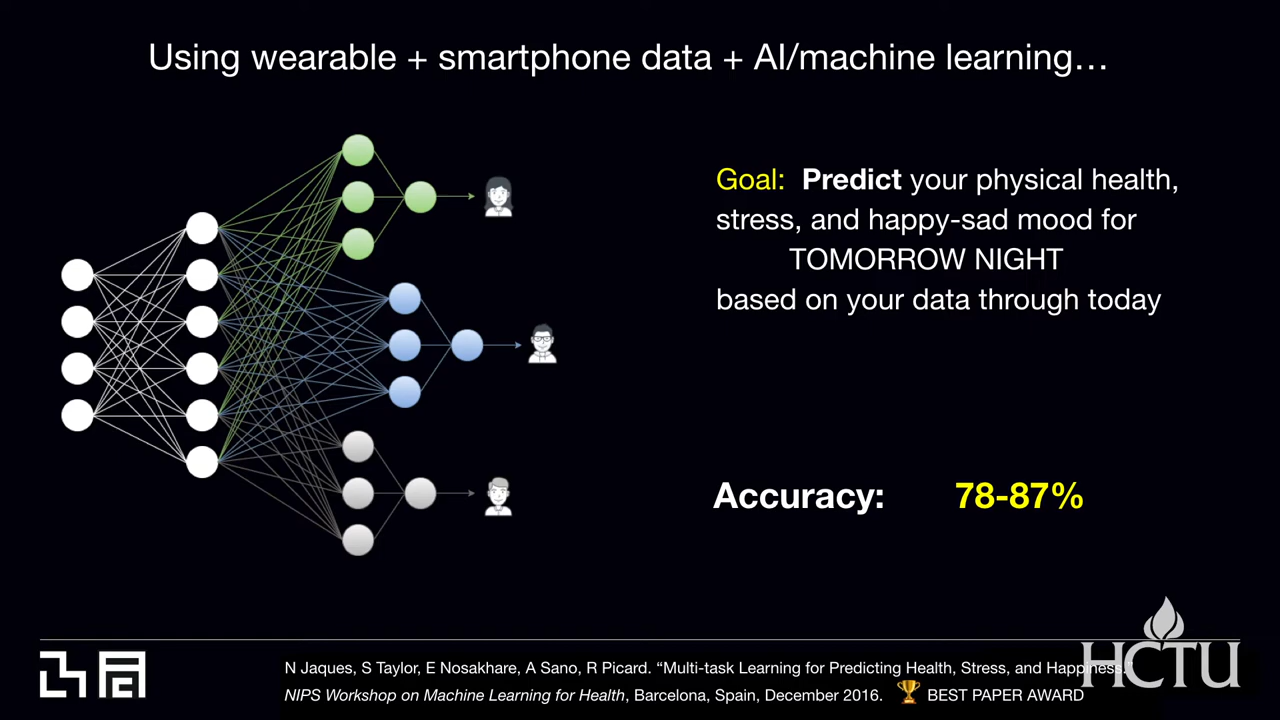 Using wearable + smartphone data + AI/machine learning…
Goal: Predict your physical health,
stress, and happy-sad mood for
TOMORROW NIGHT
based on your data through today
Accuracy: 78-87%
N Jaques, S Taylor, E Nosakhare, A Sano, R Picard. “Multi-task Learning for Predicting Health, Stress, and Happiness.”
NIPS Workshop on Machine Learning for Health, Barcelona, Spain, December 2016. BEST PAPER AWARD
HCTU